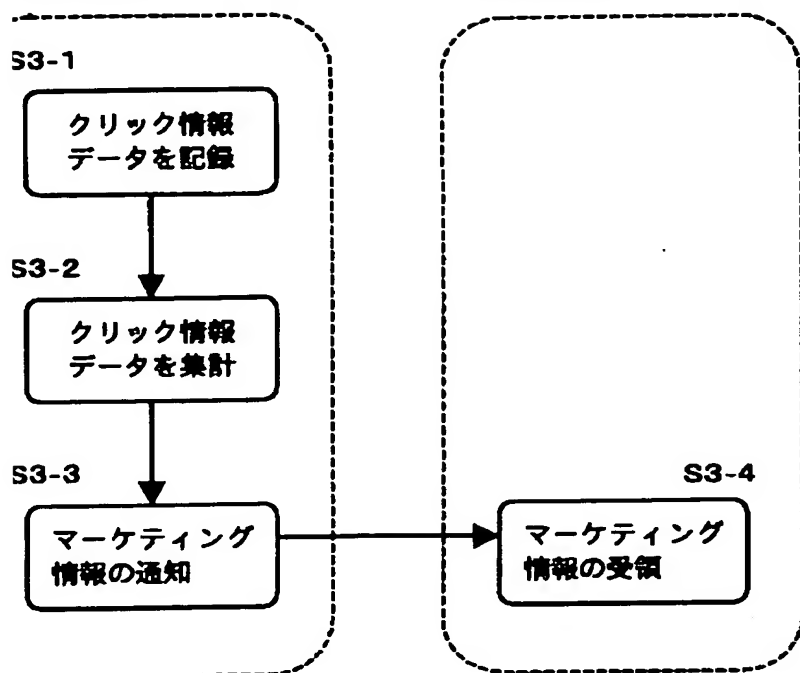 S3-1
クリック情報
データを記録
S3-2
クリック情報
データを集計
S3-3
マーケティング
情報の通知
S3-4
マーケティング
情報の受領